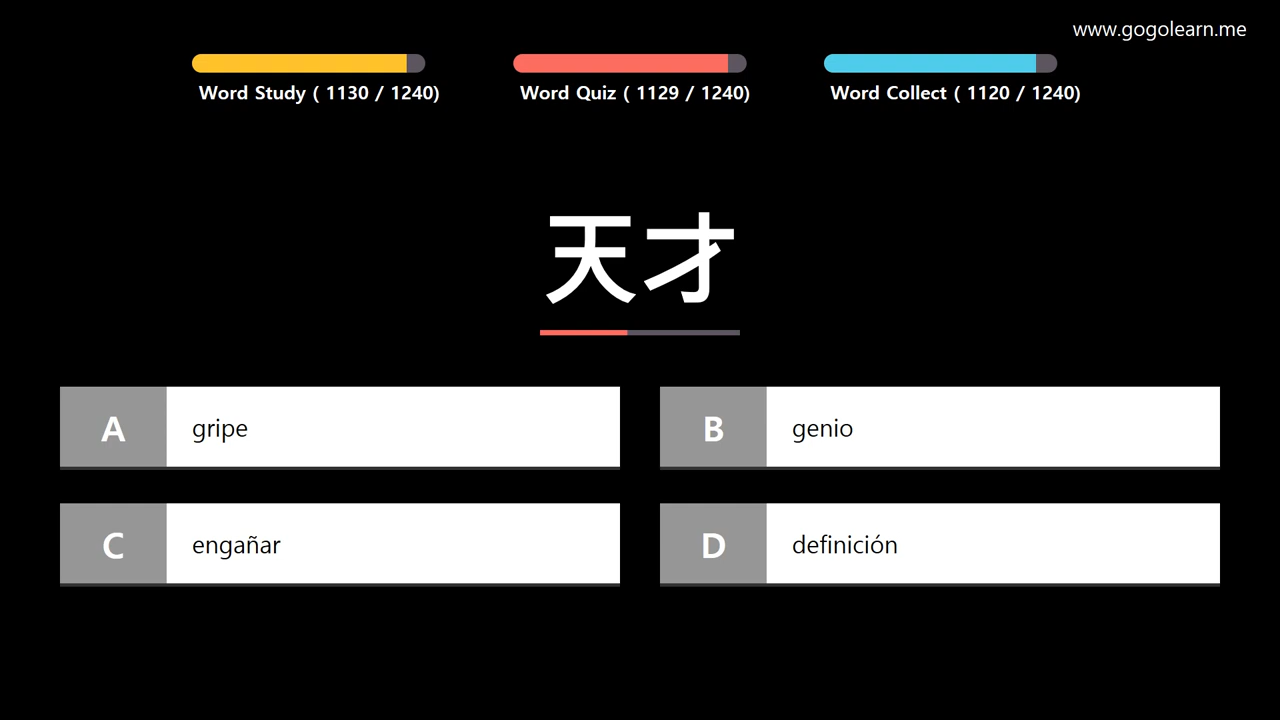 www.gogolearn.me
Word Study ( 1130 / 1240)
Word Quiz ( 1129 / 1240)
Word Collect ( 1120 / 1240)
天才
A gripe
B genio
C engañar
D definición